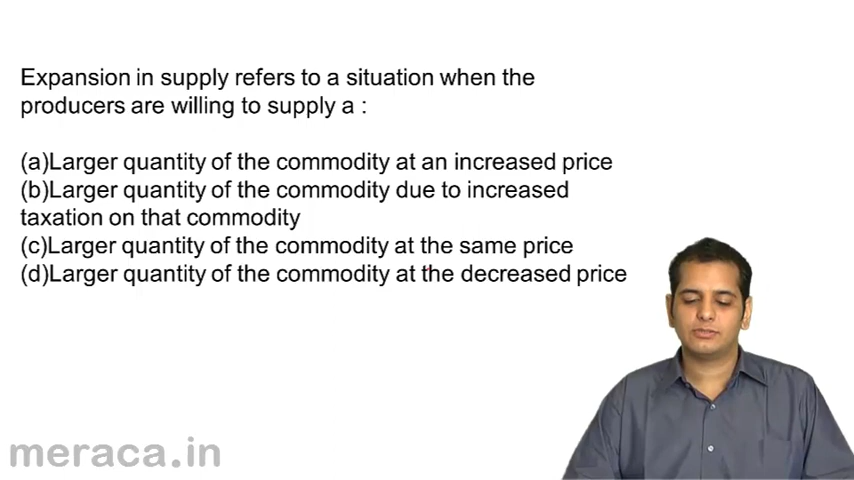 Expansion in supply refers to a situation when the
producers are willing to supply a :
(a)Larger quantity of the commodity at an increased price
(b)Larger quantity of the commodity due to increased
taxation on that commodity
(c)Larger quantity of the commodity at the same price
(d)Larger quantity of the commodity at the decreased price
meraca.in